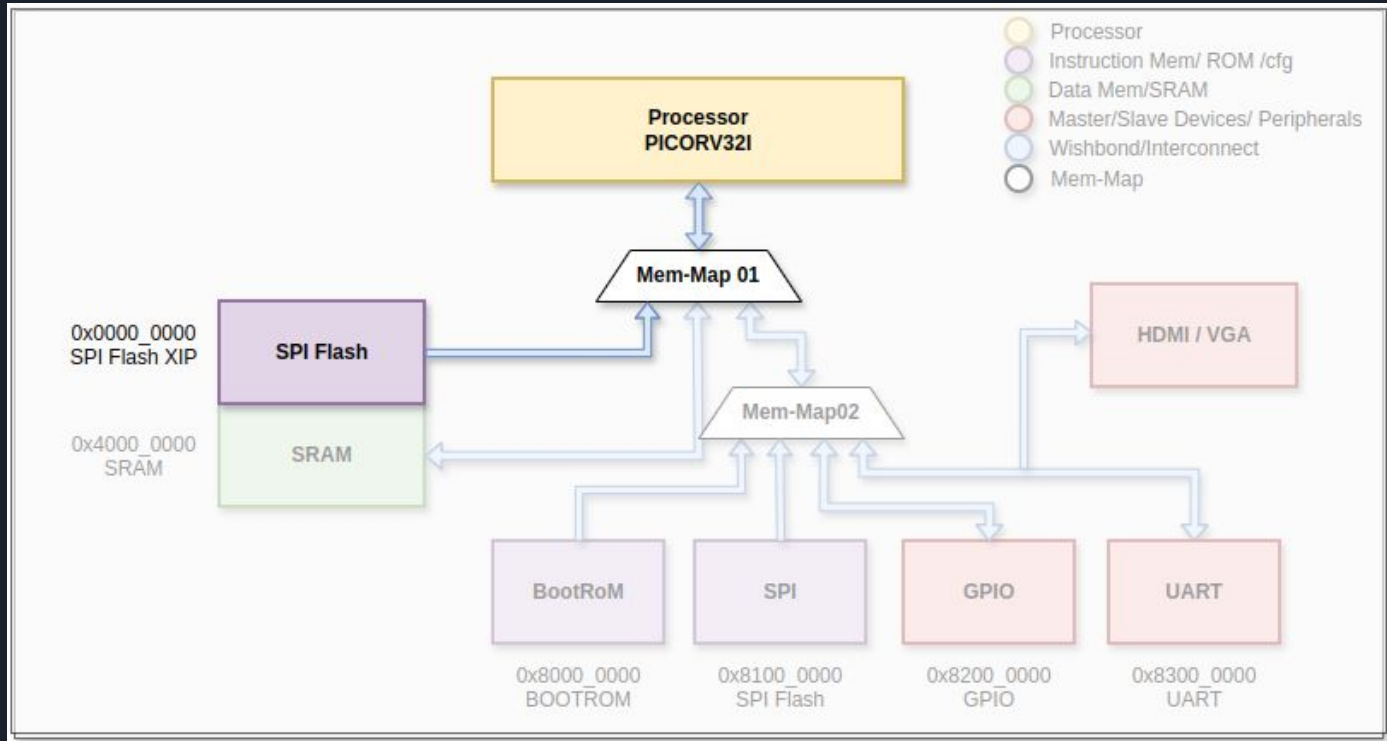 Processor
Instruction Mem/ ROM /cfg
Data Mem/SRAM
Master/Slave Devices/ Peripherals
Wishbond/Interconnect
Mem-Map
Processor
PICORV32I
Mem-Map 01
0x0000_0000
SPI Flash XIP
SPI Flash
HDMI / VGA
Mem-Map02
0x4000_0000
SRAM
SRAM
BootRoM
SPI
GPIO
UART
0x8000_0000
BOOTROM
0x8100_0000
SPI Flash
0x8200_0000
GPIO
0x8300_0000
UART